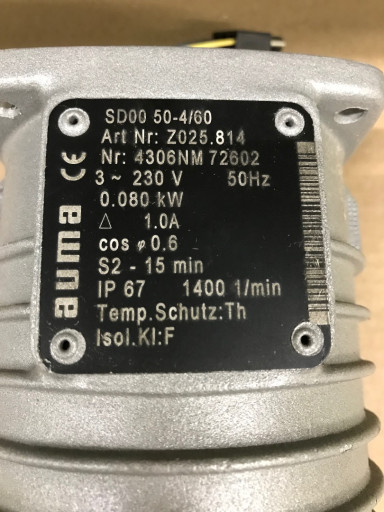 SD00 50-4/60
Art Nr: Z025.814
Nr: 4306NM 72602
3 ~ 230 V 50Hz
0.080 kW
Δ 1.0A
cos φ 0.6
S2 - 15 min
IP 67 1400 1/min
Temp.Schutz:Th
Isol.Kl:F
auma CE